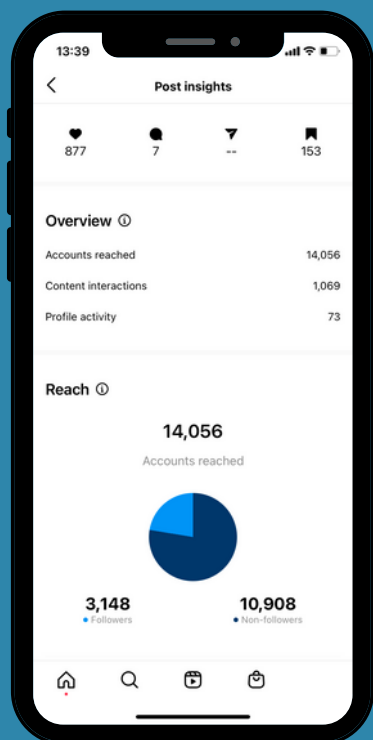 13:39
Post insights
877 7 -- 153
Overview
Accounts reached 14,056
Content interactions 1,069
Profile activity 73
Reach
14,056
Accounts reached
3,148 10,908
Followers Non-followers